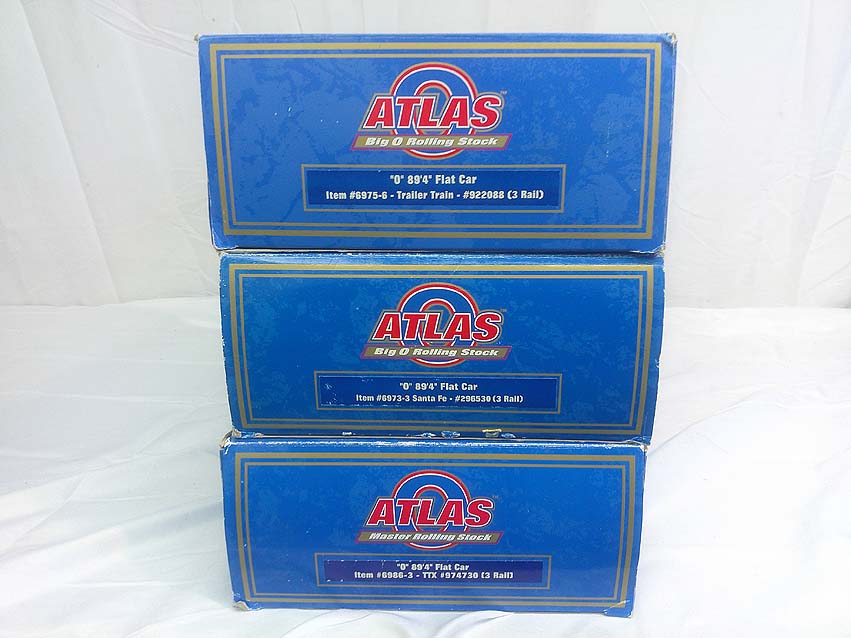 ATLAS™
Big O Rolling Stock
"O" 89'4" Flat Car
Item #6975-6 - Trailer Train - #922088 (3 Rail)
ATLAS
Big O Rolling Stock
"O" 89'4" Flat Car
Item #6973-3 Santa Fe - #296530 (3 Rail)
ATLAS
Master Rolling Stock
"O" 89'4" Flat Car
Item #6986-3 - TTX #974730 (3 Rail)